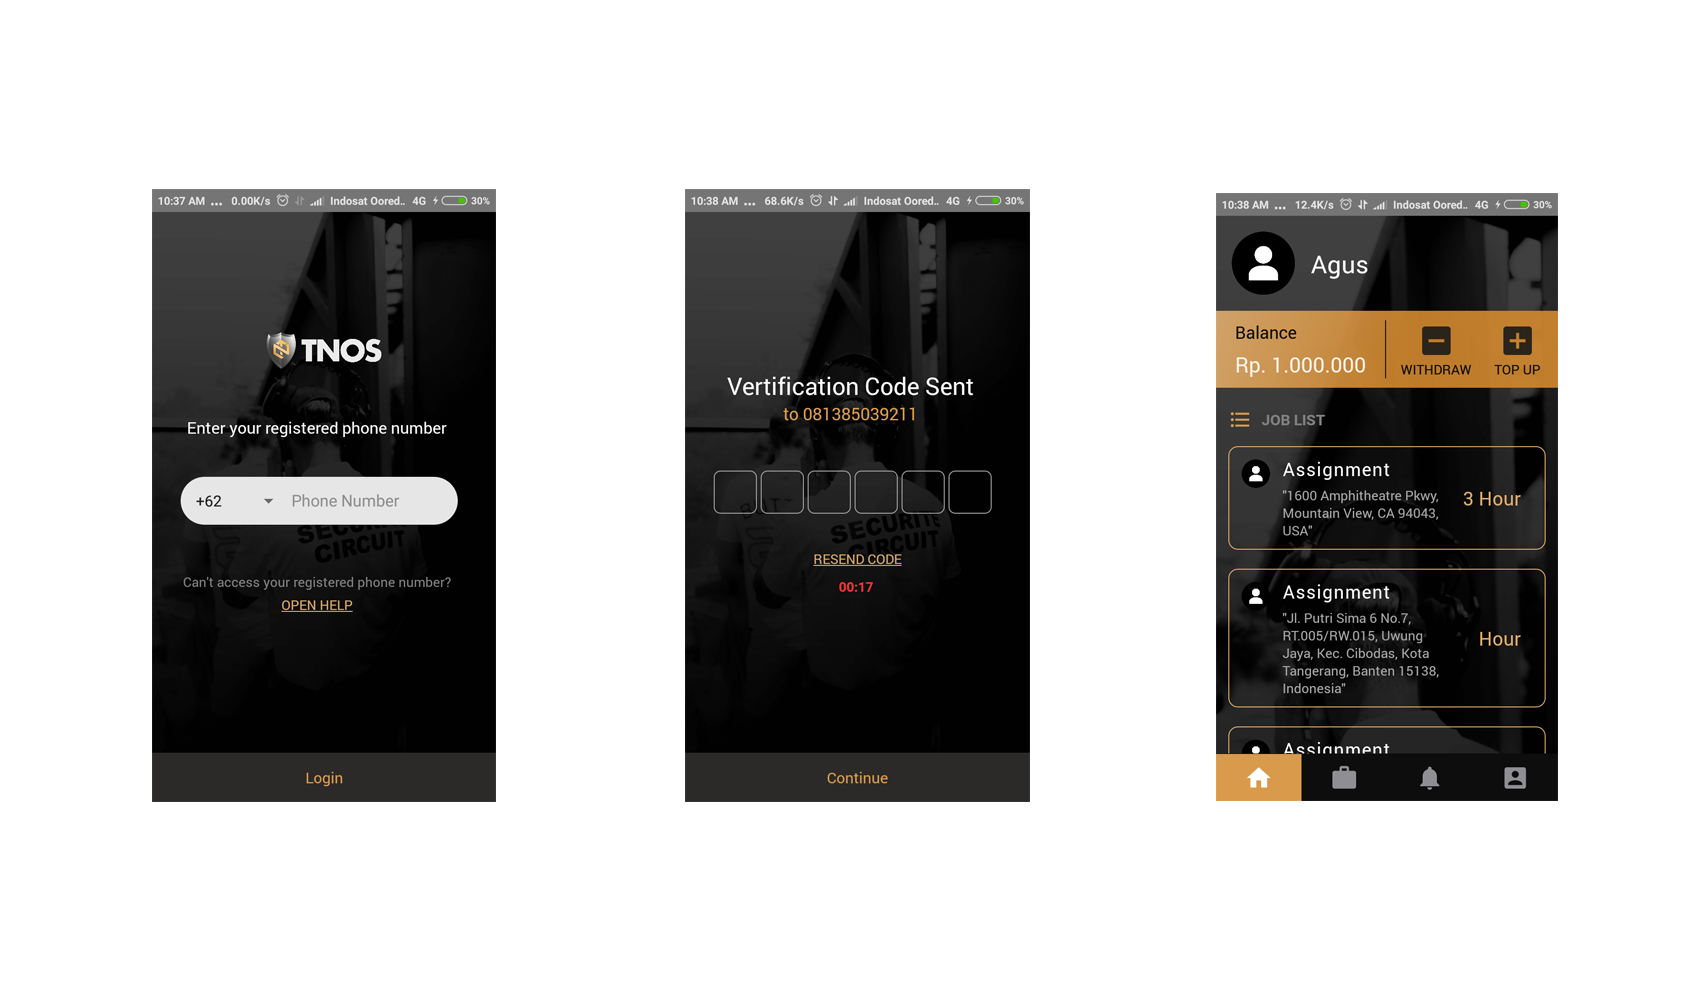 10:37 AM ... 0.00K/s Indosat Oored.. 4G 30%
TNOS
Enter your registered phone number
+62 Phone Number
SECURITE
CIRCUIT
Can't access your registered phone number?
OPEN HELP
Login
10:38 AM ... 68.6K/s Indosat Oored.. 4G 30%
Vertification Code Sent
to 081385039211
SECURITE
CIRCUIT
RESEND CODE
00:17
Continue
10:38 AM ... 12.4K/s Indosat Oored.. 4G 30%
Agus
Balance
Rp. 1.000.000
WITHDRAW
TOP UP
JOB LIST
Assignment
"1600 Amphitheatre Pkwy,
Mountain View, CA 94043,
USA"
3 Hour
Assignment
"Jl. Putri Sima 6 No.7,
RT.005/RW.015, Uwung
Jaya, Kec. Cibodas, Kota
Tangerang, Banten 15138,
Indonesia"
Hour
Assignment